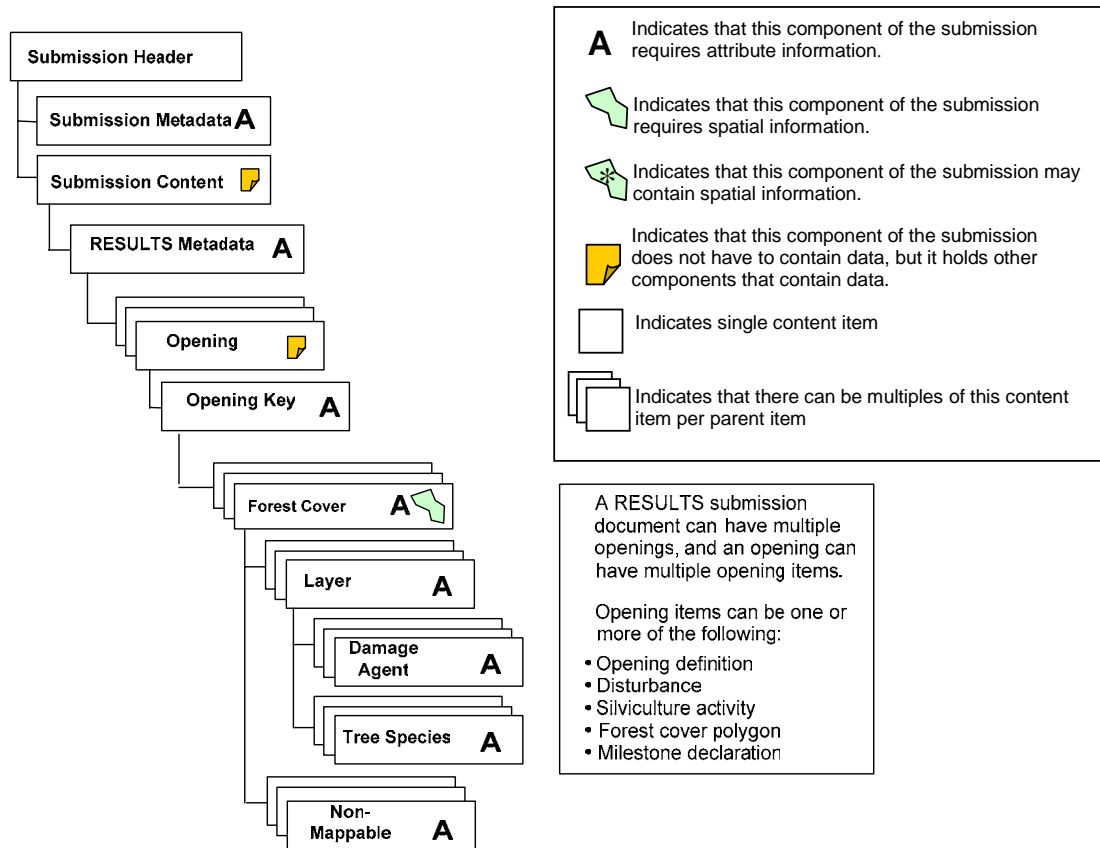 Submission Header
Submission Metadata A
Submission Content
RESULTS Metadata A
Opening
Opening Key A
Forest Cover A
Layer A
Damage
Agent A
Tree Species A
Non-
Mappable A
A Indicates that this component of the submission
requires attribute information.
Indicates that this component of the submission
requires spatial information.
Indicates that this component of the submission may
contain spatial information.
Indicates that this component of the submission
does not have to contain data, but it holds other
components that contain data.
Indicates single content item
Indicates that there can be multiples of this content
item per parent item
A RESULTS submission
document can have multiple
openings, and an opening can
have multiple opening items.
Opening items can be one or
more of the following:
• Opening definition
• Disturbance
• Silviculture activity
• Forest cover polygon
• Milestone declaration